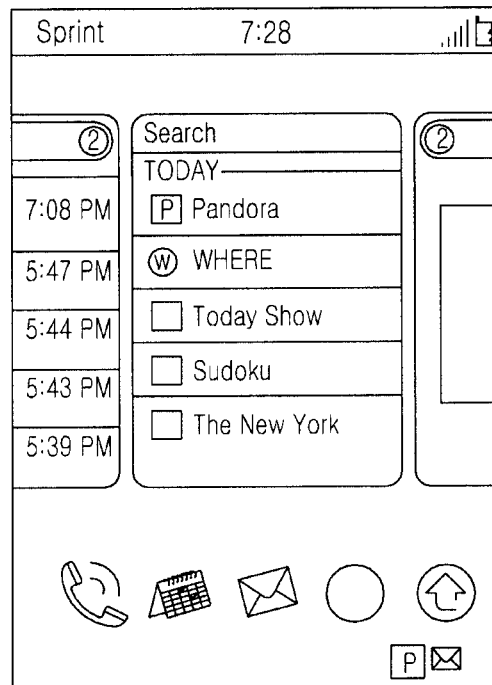 Sprint 7:28
2
7:08 PM
5:47 PM
5:44 PM
5:43 PM
5:39 PM
Search
TODAY
P Pandora
W WHERE
Today Show
Sudoku
The New York
2
P